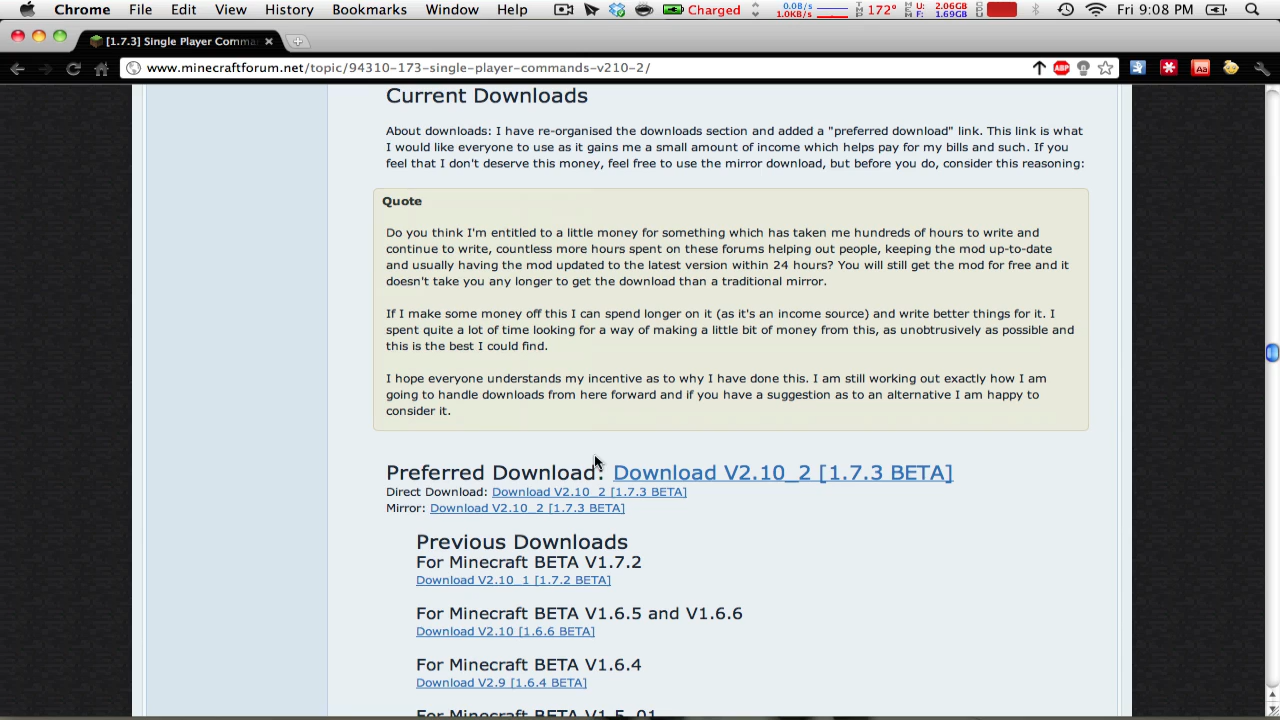 Chrome File Edit View History Bookmarks Window Help Charged 0.08/s 1.0KB/s 172° U: 2.06GB F: 1.69GB Fri 9:08 PM
[1.7.3] Single Player Comma
www.minecraftforum.net/topic/94310-173-single-player-commands-v210-2/ ABP Aa
Current Downloads
About downloads: I have re-organised the downloads section and added a "preferred download" link. This link is what
I would like everyone to use as it gains me a small amount of income which helps pay for my bills and such. If you
feel that I don't deserve this money, feel free to use the mirror download, but before you do, consider this reasoning:
Quote
Do you think I'm entitled to a little money for something which has taken me hundreds of hours to write and
continue to write, countless more hours spent on these forums helping out people, keeping the mod up-to-date
and usually having the mod updated to the latest version within 24 hours? You will still get the mod for free and it
doesn't take you any longer to get the download than a traditional mirror.
If I make some money off this I can spend longer on it (as it's an income source) and write better things for it. I
spent quite a lot of time looking for a way of making a little bit of money from this, as unobtrusively as possible and
this is the best I could find.
I hope everyone understands my incentive as to why I have done this. I am still working out exactly how I am
going to handle downloads from here forward and if you have a suggestion as to an alternative I am happy to
consider it.
Preferred Download: Download V2.10_2 [1.7.3 BETA]
Direct Download: Download V2.10_2 [1.7.3 BETA]
Mirror: Download V2.10_2 [1.7.3 BETA]
Previous Downloads
For Minecraft BETA V1.7.2
Download V2.10_1 [1.7.2 BETA]
For Minecraft BETA V1.6.5 and V1.6.6
Download V2.10 [1.6.6 BETA]
For Minecraft BETA V1.6.4
Download V2.9 [1.6.4 BETA]
For Minecraft BETA V1.5_01